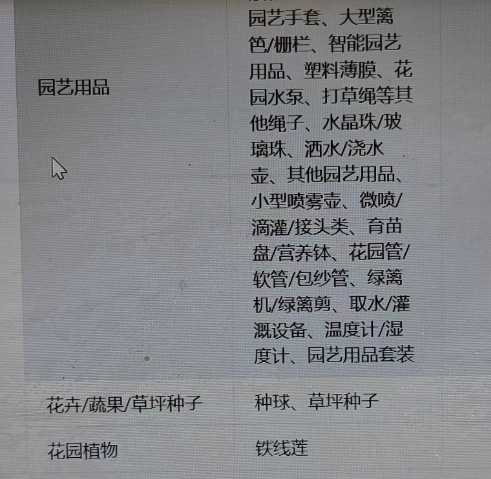 园艺手套、大型篱
笆/栅栏、智能园艺
用品、塑料薄膜、花
园艺用品
园水泵、打草绳等其
他绳子、水晶珠/玻
璃珠、洒水/浇水
壶、其他园艺用品、
小型喷雾壶、微喷/
滴灌/接头类、育苗
盘/营养钵、花园管/
软管/包纱管、绿篱
机/绿篱剪、取水/灌
溉设备、温度计/湿
度计、园艺用品套装
花卉/蔬果/草坪种子
种球、草坪种子
花园植物
铁线莲